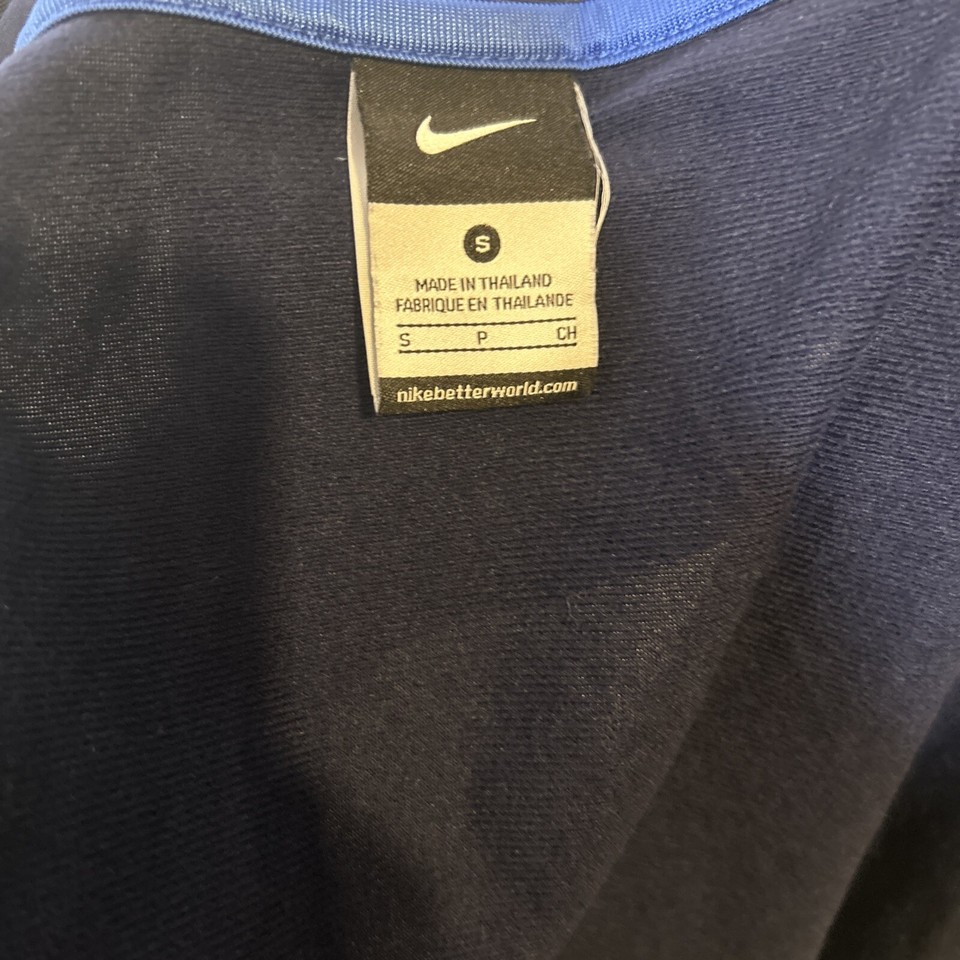 S
MADE IN THAILAND
FABRIQUE EN THAILANDE
S P CH
nikebetterworld.com